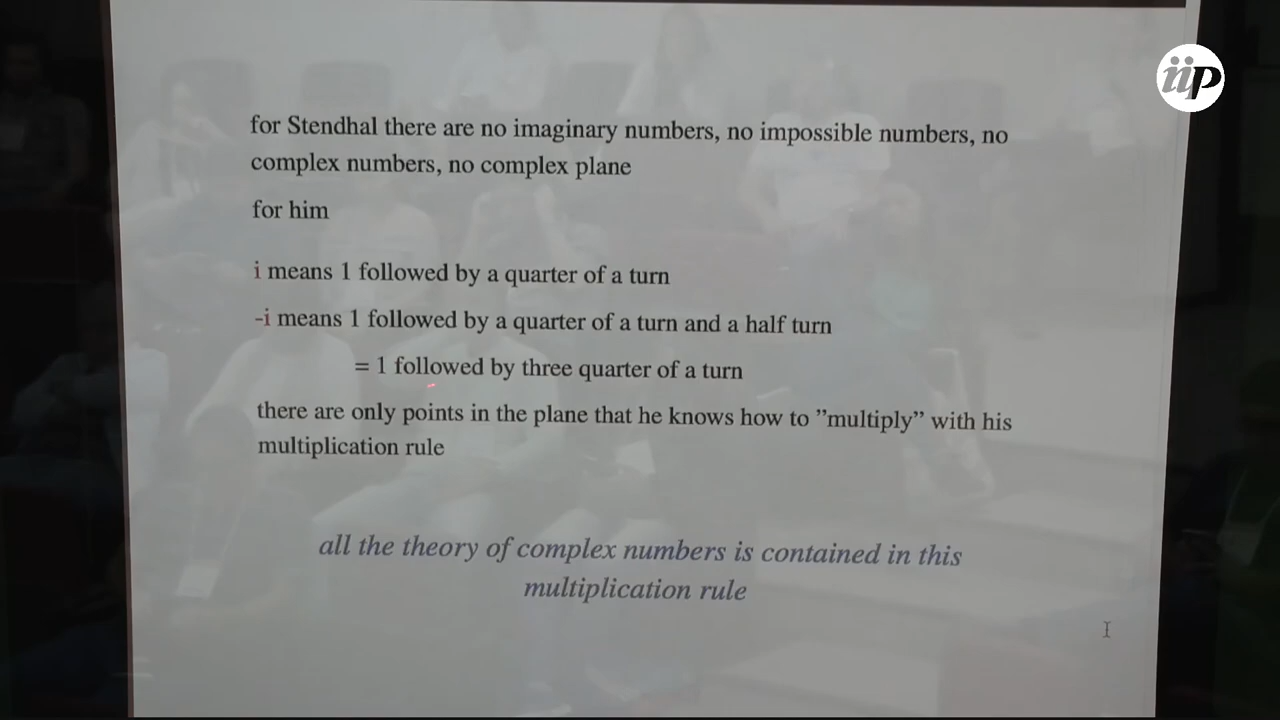 iip
for Stendhal there are no imaginary numbers, no impossible numbers, no
complex numbers, no complex plane
for him
i means 1 followed by a quarter of a turn
-i means 1 followed by a quarter of a turn and a half turn
= 1 followed by three quarter of a turn
there are only points in the plane that he knows how to ”multiply” with his
multiplication rule
all the theory of complex numbers is contained in this
multiplication rule